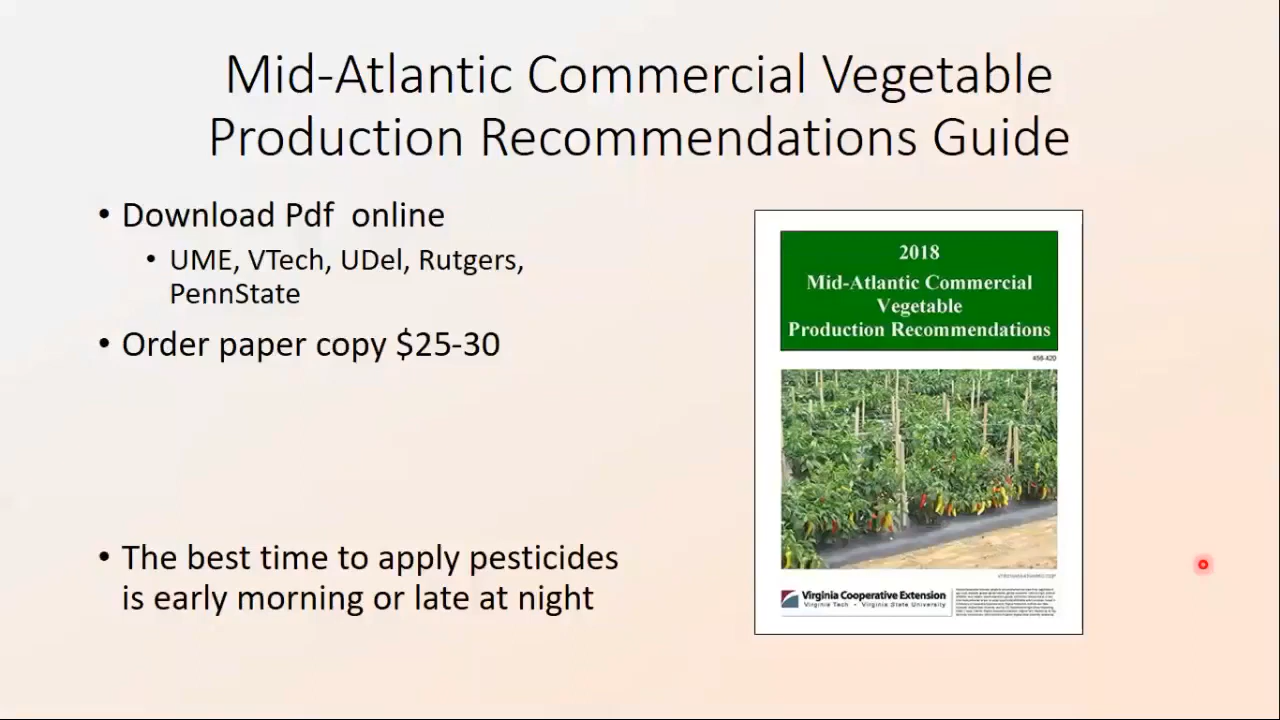 Mid-Atlantic Commercial Vegetable
Production Recommendations Guide
• Download Pdf online
• UME, VTech, UDel, Rutgers,
PennState
• Order paper copy $25-30
• The best time to apply pesticides
is early morning or late at night
2018
Mid-Atlantic Commercial
Vegetable
Production Recommendations
Virginia Cooperative Extension
Virginia Tech • Virginia State University